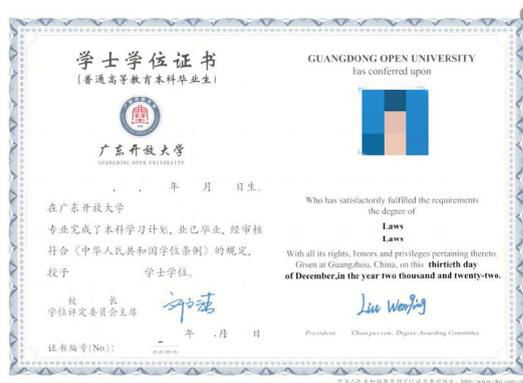 学士学位证书
(普通高等教育本科毕业生)
广东开放大学
GUANGDONG OPEN UNIVERSITY
年 月 日生。
在广东开放大学
专业完成了本科学习计划,业已毕业,经审核
符合《中华人民共和国学位条例》的规定,
授予 学士学位。
校 长
学位评定委员会主席
年 月 日
证书编号(No.):
GUANGDONG OPEN UNIVERSITY
has conferred upon
Who has satisfactorily fulfilled the requirements
the degree of
Laws
Laws
With all its rights, honors and privileges pertaining thereto.
Given at Guangzhou, China, on this thirtieth day
of December,in the year two thousand and twenty-two.
Liu Wenqing
President Chairperson, Degree Awarding Committee